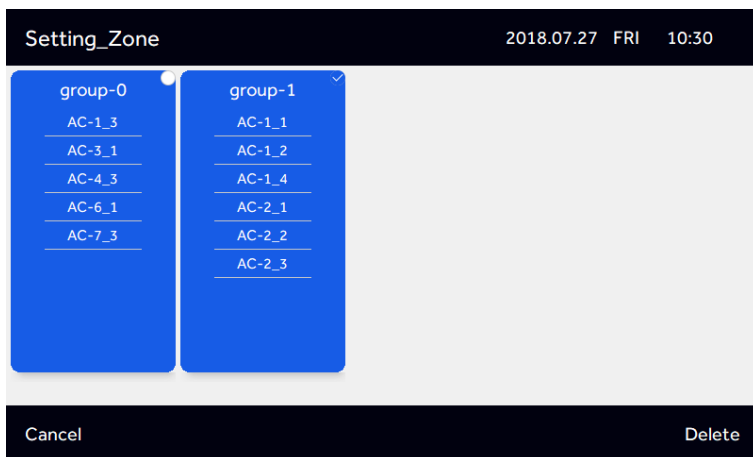 Setting_Zone 2018.07.27 FRI 10:30
group-0
AC-1_3
AC-3_1
AC-4_3
AC-6_1
AC-7_3
group-1
AC-1_1
AC-1_2
AC-1_4
AC-2_1
AC-2_2
AC-2_3
Cancel Delete